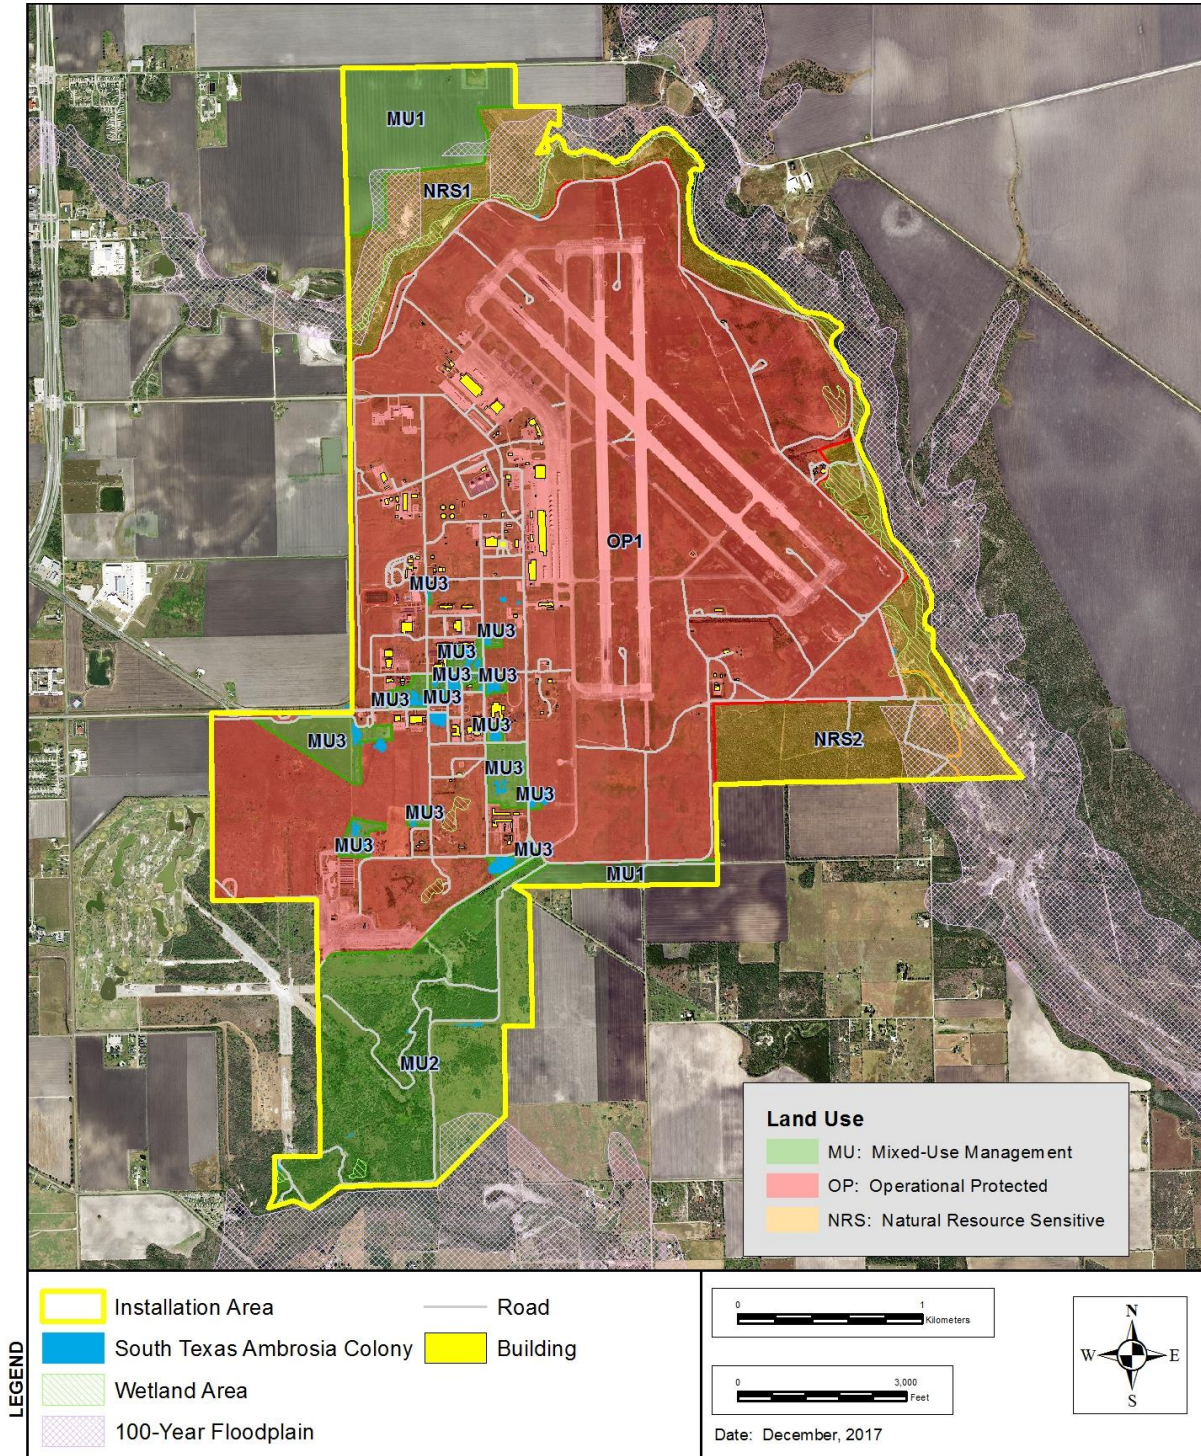 MU1
NRS1
OP1
MU3
MU3
MU3
MU3
MU3
MU3
MU3
MU3
MU3
NRS2
MU3
MU3
MU3
MU3
MU3
MU1
MU2
Land Use
MU: Mixed-Use Management
OP: Operational Protected
NRS: Natural Resource Sensitive
LEGEND
Installation Area
Road
South Texas Ambrosia Colony
Building
Wetland Area
100-Year Floodplain
0 1
Kilometers
0 3,000
Feet
Date: December, 2017
N
W E
S